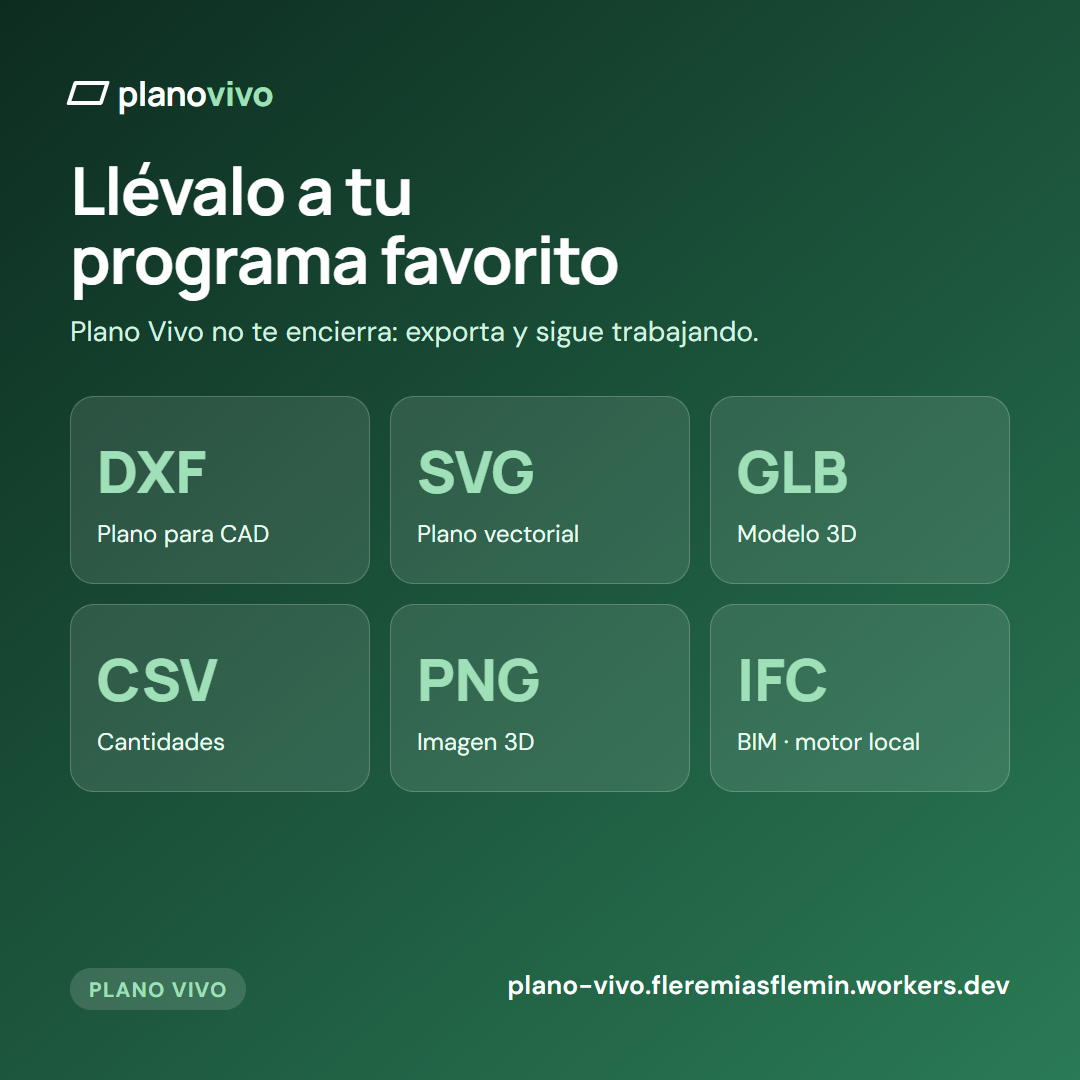 planovivo
Llévalo a tu
programa favorito
Plano Vivo no te encierra: exporta y sigue trabajando.
DXF
Plano para CAD
SVG
Plano vectorial
GLB
Modelo 3D
CSV
Cantidades
PNG
Imagen 3D
IFC
BIM · motor local
PLANO VIVO
plano-vivo.fleremiasflemin.workers.dev